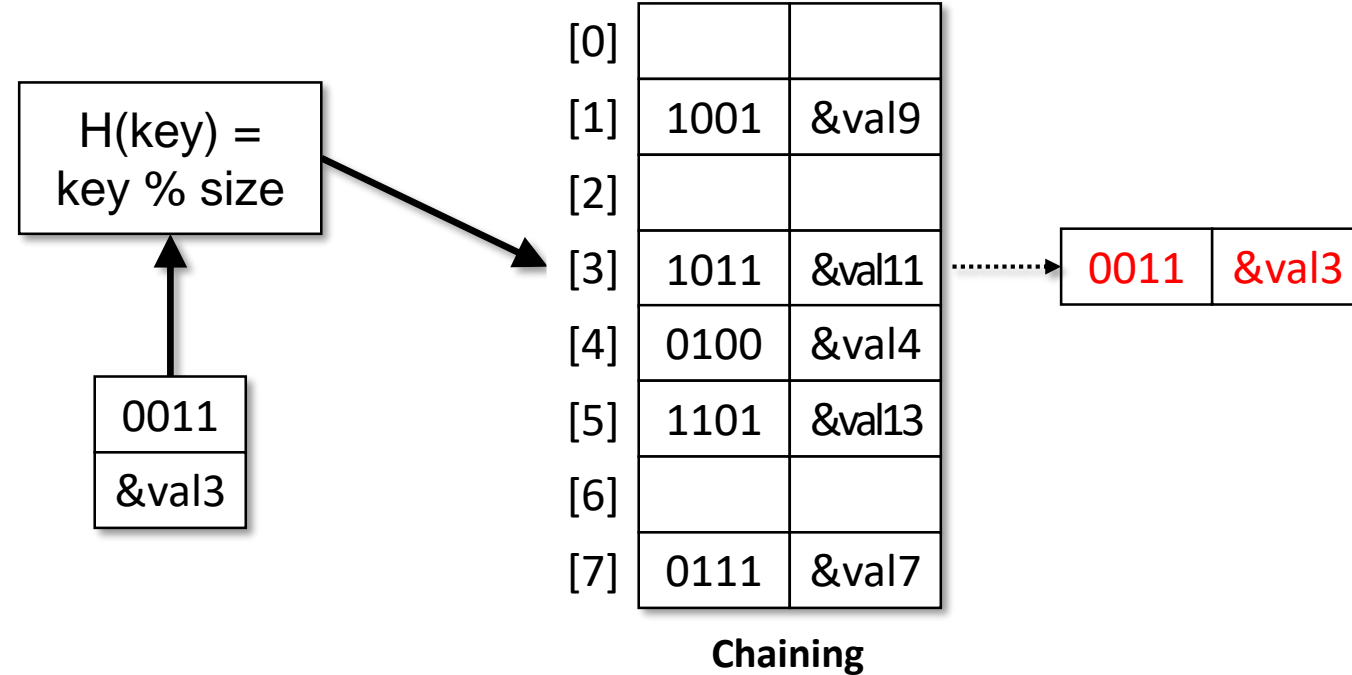 H(key) =
key % size
0011
&val3
[0]
[1] 1001 &val9
[2]
[3] 1011 &val11 0011 &val3
[4] 0100 &val4
[5] 1101 &val13
[6]
[7] 0111 &val7
Chaining